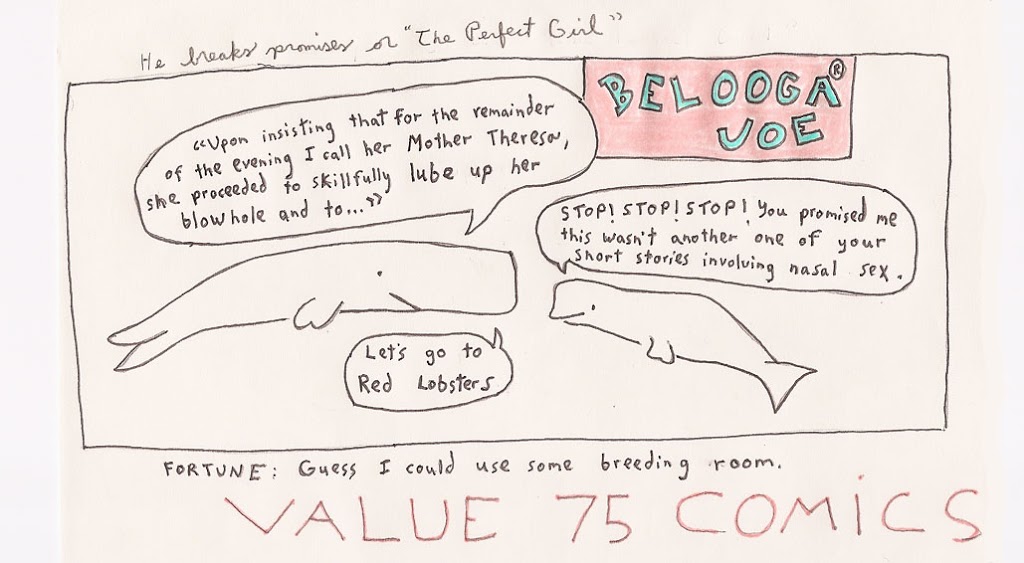 He breaks promises or "The Perfect Girl"
BELOOGA®
JOE
"Upon insisting that for the remainder
of the evening I call her Mother Theresa,
she proceeded to skillfully lube up her
blowhole and to..."
STOP! STOP! STOP! You promised me
this wasn't another one of your
short stories involving nasal sex.
Let's go to
Red Lobsters
FORTUNE: Guess I could use some breeding room.
VALUE 75 COMiCS